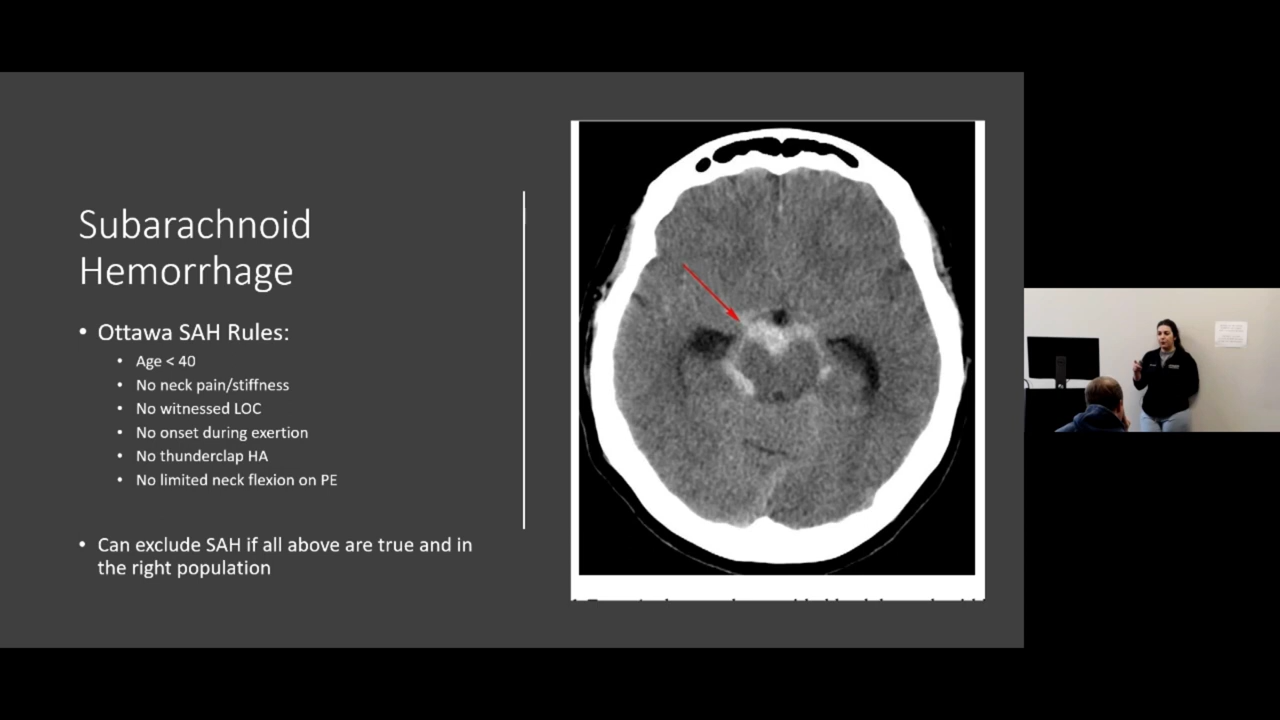 Subarachnoid
Hemorrhage
• Ottawa SAH Rules:
• Age < 40
• No neck pain/stiffness
• No witnessed LOC
• No onset during exertion
• No thunderclap HA
• No limited neck flexion on PE
• Can exclude SAH if all above are true and in
the right population